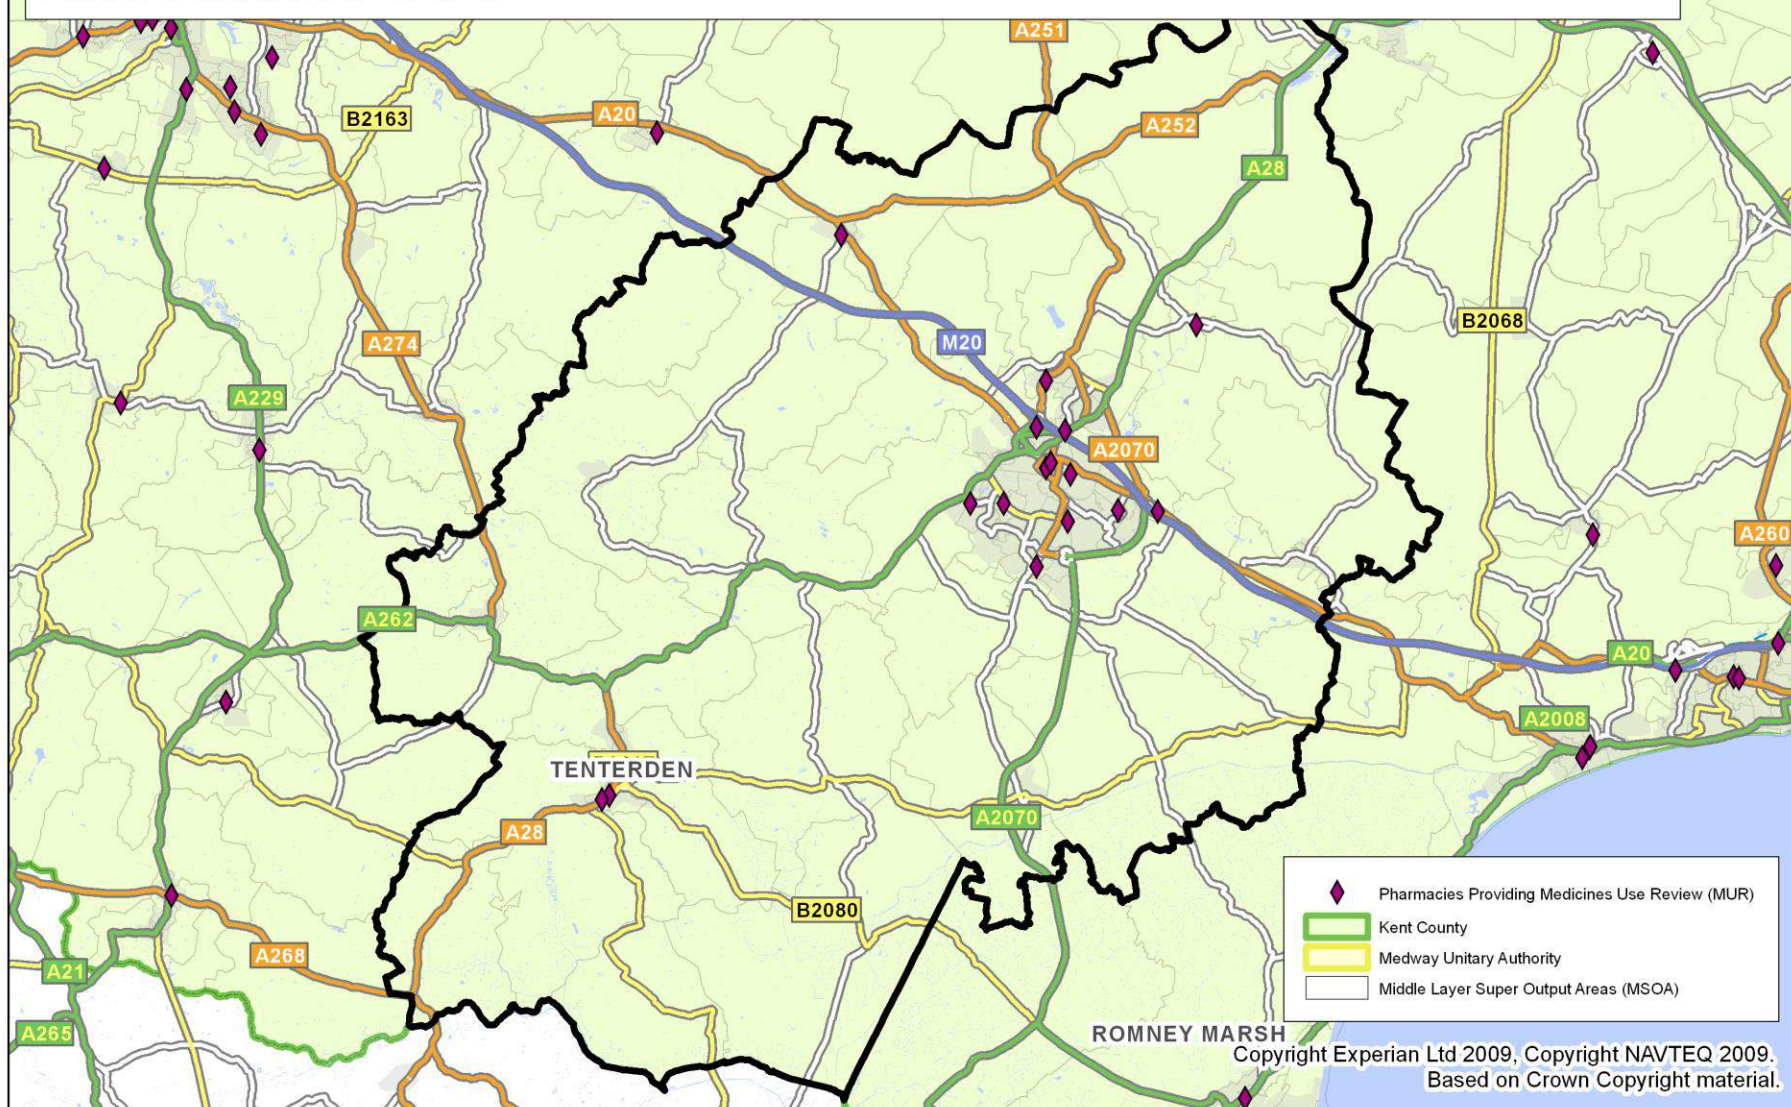 A251
B2163
A20
A252
A28
M20
B2068
A274
A229
A2070
A260
A262
A20
A2008
TENTERDEN
A28
A2070
B2080
A268
A21
A265
Pharmacies Providing Medicines Use Review (MUR)
Kent County
Medway Unitary Authority
Middle Layer Super Output Areas (MSOA)
ROMNEY MARSH
Copyright Experian Ltd 2009, Copyright NAVTEQ 2009.
Based on Crown Copyright material.